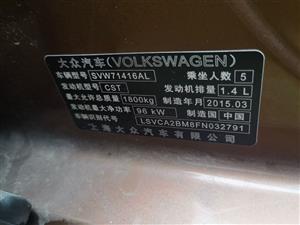 大众汽车(VOLKSWAGEN)
车辆型号 SVW71416AL 乘坐人数 5
发动机型号 CST 发动机排量 1.4 L
最大允许总质量 1800kg 制造年月 2015.03
发动机最大净功率 96 kW 制造国 中国
车辆识别代号 LSVCA2BM8FN032791
上海大众汽车有限公司